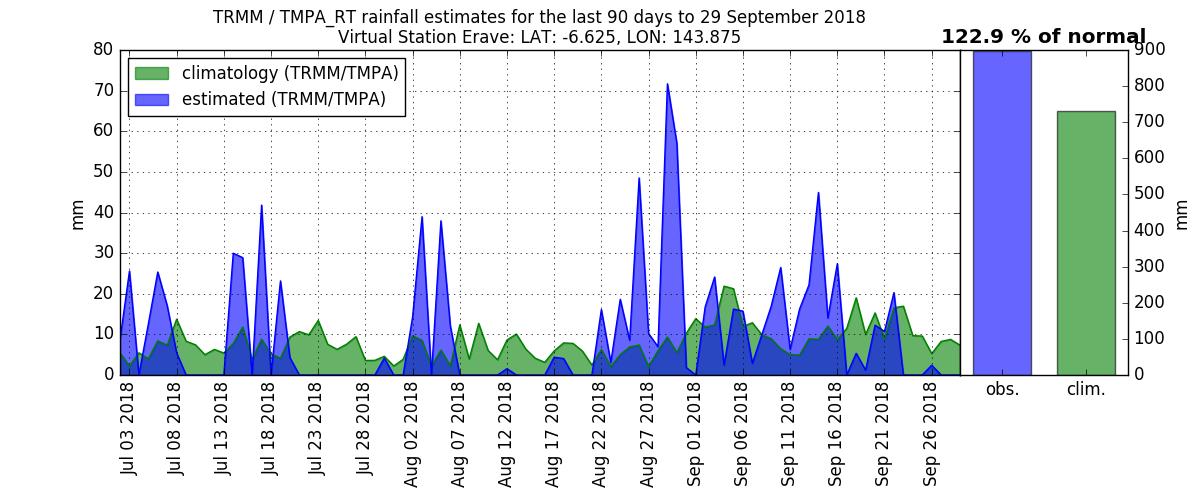 TRMM / TMPA_RT rainfall estimates for the last 90 days to 29 September 2018
Virtual Station Erave: LAT: -6.625, LON: 143.875
122.9 % of normal
climatology (TRMM/TMPA)
estimated (TRMM/TMPA)
mm
80
70
60
50
40
30
20
10
0
Jul 03 2018
Jul 08 2018
Jul 13 2018
Jul 18 2018
Jul 23 2018
Jul 28 2018
Aug 02 2018
Aug 07 2018
Aug 12 2018
Aug 17 2018
Aug 22 2018
Aug 27 2018
Sep 01 2018
Sep 06 2018
Sep 11 2018
Sep 16 2018
Sep 21 2018
Sep 26 2018
900
800
700
600
500
400
300
200
100
0
mm
obs.
clim.